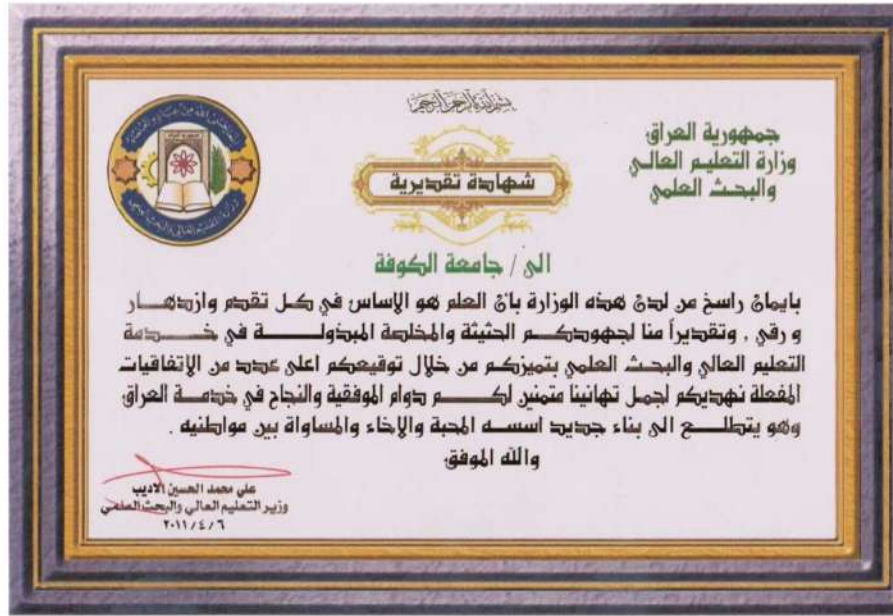 بسم الله الرحمن الرحيم
جمهورية العراق
وزارة التعليم العالي
والبحث العلمي
شهادة تقديرية
الى / جامعة الكوفة
بايمان راسخ من لدن هذه الوزارة بان العلم هو الاساس في كل تقدم وازدهار
و رقي , وتقديراً منا لجهودكم الحثيثة والمخلصة المبذولة في خدمة
التعليم العالي والبحث العلمي بتميزكم من خلال توقيعكم اعلى عدد من الإتفاقيات
المفعلة نهديكم اجمل تهانينا متمنين لكم دوام الموفقية والنجاح في خدمة العراق
وهو يتطلع الى بناء جديد اسسه المحبة والإخاء والمساواة بين مواطنيه .
والله الموفق
علي محمد الحسين الاديب
وزير التعليم العالي والبحث العلمي
٢٠١١/٤/٦